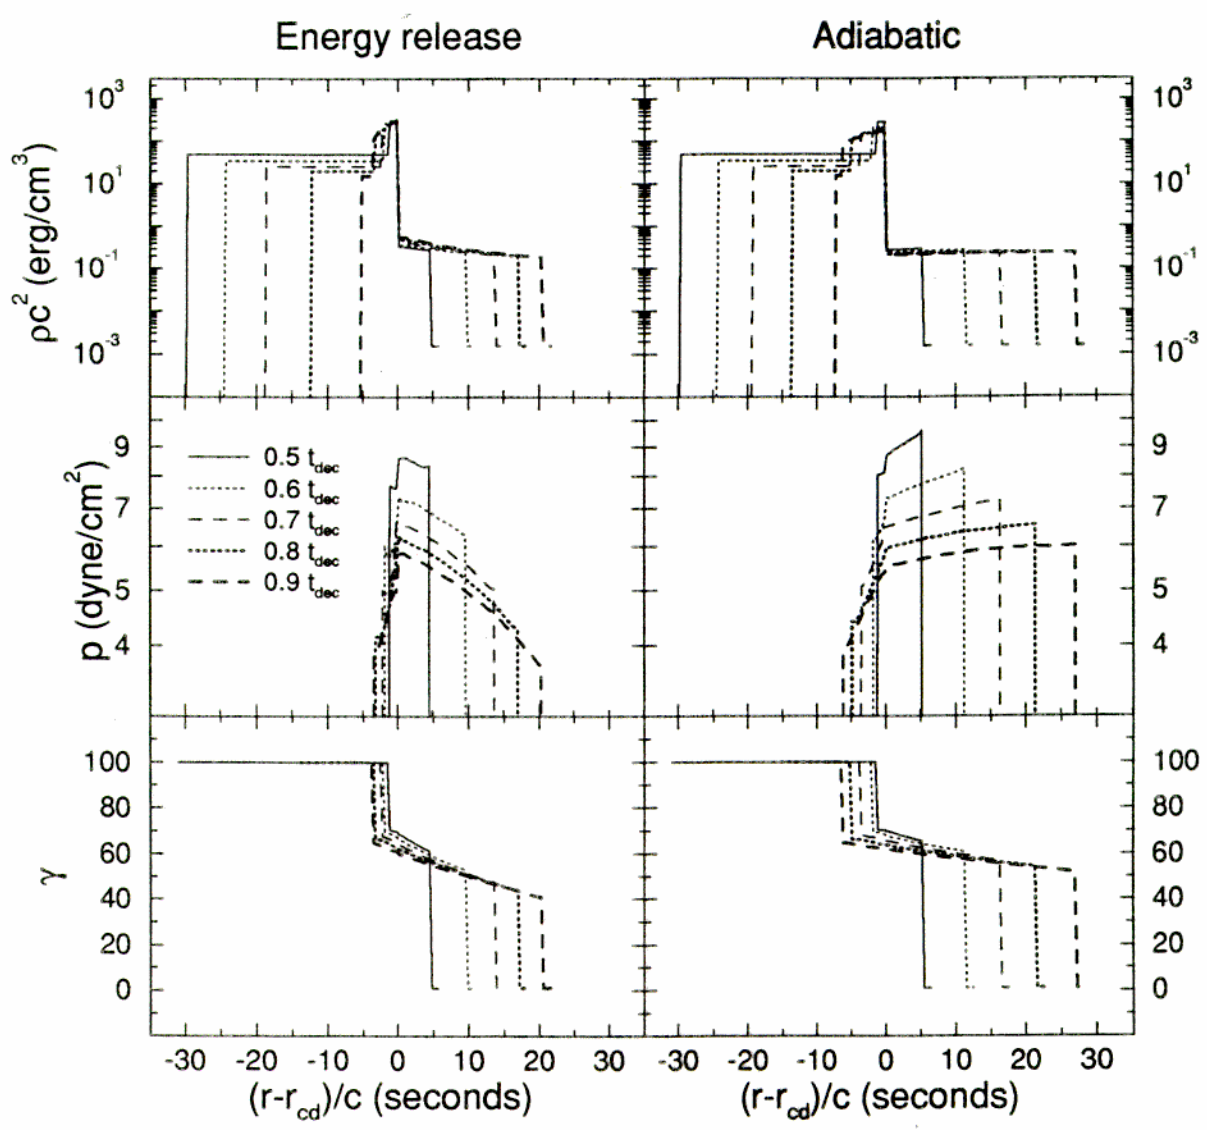 Energy release Adiabatic
ρc² (erg/cm³)
10³ 10³
10¹ 10¹
10⁻¹ 10⁻¹
10⁻³ 10⁻³
p (dyne/cm²)
9 9
7 7
5 5
4 4
0.5 t_dec
0.6 t_dec
0.7 t_dec
0.8 t_dec
0.9 t_dec
γ
100 100
80 80
60 60
40 40
20 20
0 0
-30 -20 -10 0 10 20 30 -30 -20 -10 0 10 20 30
(r-r_cd)/c (seconds) (r-r_cd)/c (seconds)